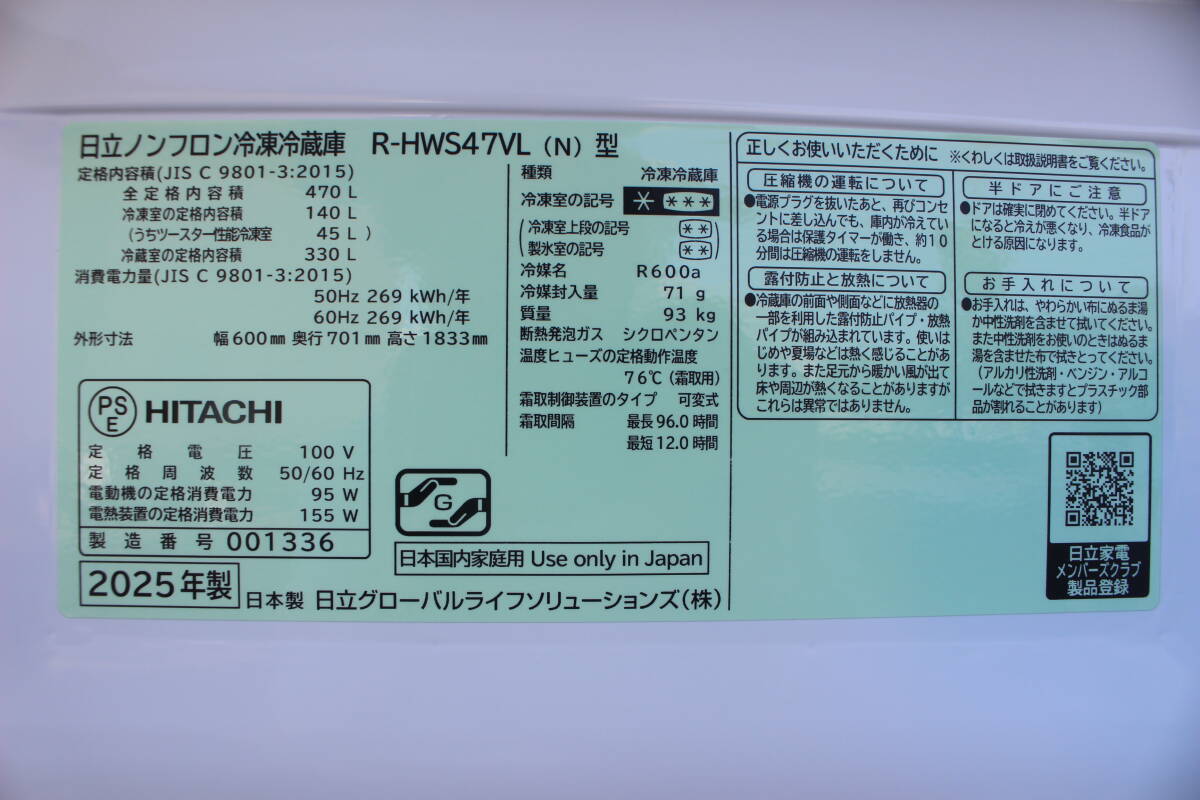 日立ノンフロン冷凍冷蔵庫 R-HWS47VL (N) 型
定格内容積(JIS C 9801-3:2015)
全定格内容積 470 L
冷凍室の定格内容積 140 L
(うちツースター性能冷凍室 45 L )
冷蔵室の定格内容積 330 L
消費電力量(JIS C 9801-3:2015)
50Hz 269 kWh/年
60Hz 269 kWh/年
外形寸法 幅600mm 奥行701mm 高さ1833mm
PSE HITACHI
定格電圧 100 V
定格周波数 50/60 Hz
電動機の定格消費電力 95 W
電熱装置の定格消費電力 155 W
製造番号 001336
2025年製
日本製 日立グローバルライフソリューションズ(株)
種類 冷凍冷蔵庫
冷凍室の記号 * ***
(冷凍室上段の記号 **
製氷室の記号 ** )
冷媒名 R600a
冷媒封入量 71 g
質量 93 kg
断熱発泡ガス シクロペンタン
温度ヒューズの定格動作温度
76℃(霜取用)
霜取制御装置のタイプ 可変式
霜取間隔 最長96.0時間
最短12.0時間
G
日本国内家庭用 Use only in Japan
正しくお使いいただくために ※くわしくは取扱説明書をご覧ください。
圧縮機の運転について
●電源プラグを抜いたあと、再びコンセ
ントに差し込んでも、庫内が冷えてい
る場合は保護タイマーが働き、約10
分間は圧縮機の運転をしません。
露付防止と放熱について
●冷蔵庫の前面や側面などに放熱器の
一部を利用した露付防止パイプ・放熱
パイプが組み込まれています。使いは
じめや夏場などは熱く感じることがあ
ります。また足元から暖かい風が出て
床や周辺が熱くなることがありますが
これらは異常ではありません。
半ドアにご注意
●ドアは確実に閉めてください。半ドア
になると冷えが悪くなり、冷凍食品が
とける原因になります。
お手入れについて
●お手入れは、やわらかい布にぬるま湯
か中性洗剤を含ませて拭いてください。
また中性洗剤をお使いのときはぬるま
湯を含ませた布で拭きとってください。
(アルカリ性洗剤・ベンジン・アルコ
ールなどで拭きますとプラスチック部
品が割れることがあります)
日立家電
メンバーズクラブ
製品登録